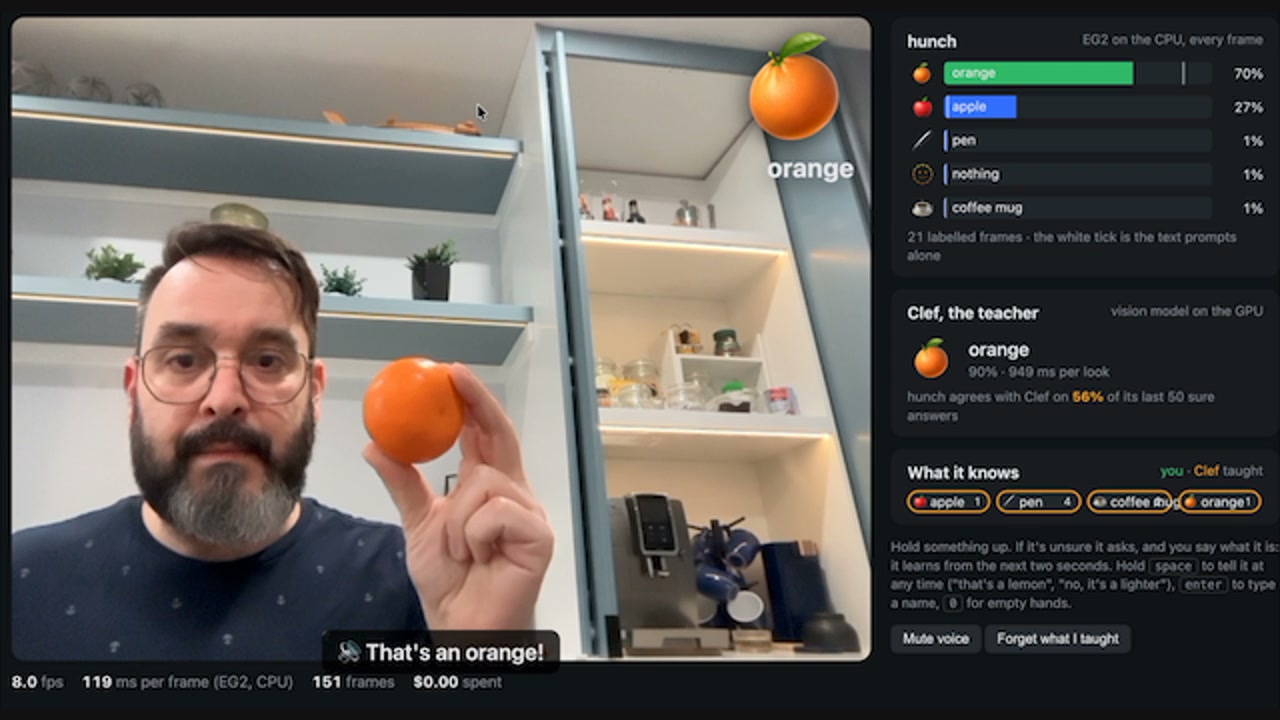 orange
That's an orange!
8.0 fps 119 ms per frame (EG2, CPU) 151 frames $0.00 spent
hunch EG2 on the CPU, every frame
orange 70%
apple 27%
pen 1%
nothing 1%
coffee mug 1%
21 labelled frames · the white tick is the text prompts
alone
Clef, the teacher vision model on the GPU
orange
90% · 949 ms per look
hunch agrees with Clef on 56% of its last 50 sure
answers
What it knows you · Clef taught
apple 1 pen 4 coffee mug orange 1
Hold something up. If it's unsure it asks, and you say what it is:
it learns from the next two seconds. Hold space to tell it at
any time ("that's a lemon", "no, it's a lighter"), enter to type
a name, 0 for empty hands.
Mute voice Forget what I taught